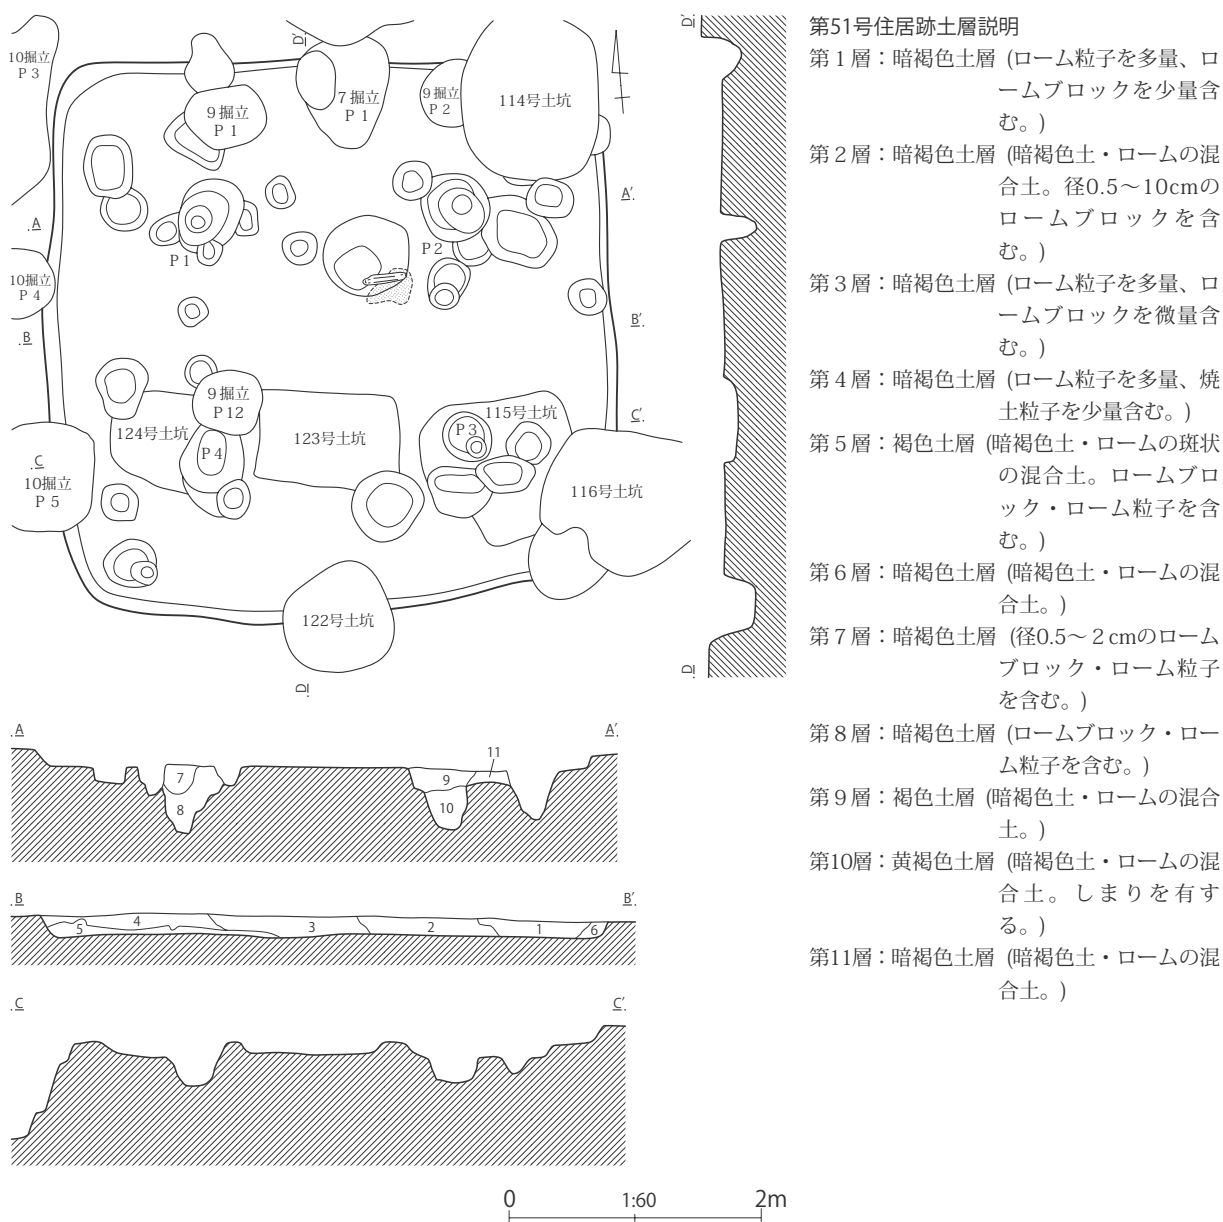 10掘立
P 3
D′
9掘立
P 1
7掘立
P 1
9掘立
P 2
114号土坑
A
A′
P 1
P 2
10掘立
P 4
B
B′
9掘立
P12
124号土坑
123号土坑
115号土坑
C′
P 3
P 4
C
10掘立
P 5
116号土坑
122号土坑
D
D′
D
A
A′
7
8
9
10
11
B
B′
5
4
3
2
1
6
C
C′
0
1:60
2m
第51号住居跡土層説明
第１層：暗褐色土層 (ローム粒子を多量、ロ
ームブロックを少量含
む。)
第２層：暗褐色土層 (暗褐色土・ロームの混
合土。径0.5～10cmの
ロームブロックを含
む。)
第３層：暗褐色土層 (ローム粒子を多量、ロ
ームブロックを微量含
む。)
第４層：暗褐色土層 (ローム粒子を多量、焼
土粒子を少量含む。)
第５層：褐色土層 (暗褐色土・ロームの斑状
の混合土。ロームブロ
ック・ローム粒子を含
む。)
第６層：暗褐色土層 (暗褐色土・ロームの混
合土。)
第７層：暗褐色土層 (径0.5～２cmのローム
ブロック・ローム粒子
を含む。)
第８層：暗褐色土層 (ロームブロック・ロー
ム粒子を含む。)
第９層：褐色土層 (暗褐色土・ロームの混合
土。)
第10層：黄褐色土層 (暗褐色土・ロームの混
合土。しまりを有す
る。)
第11層：暗褐色土層 (暗褐色土・ロームの混
合土。)